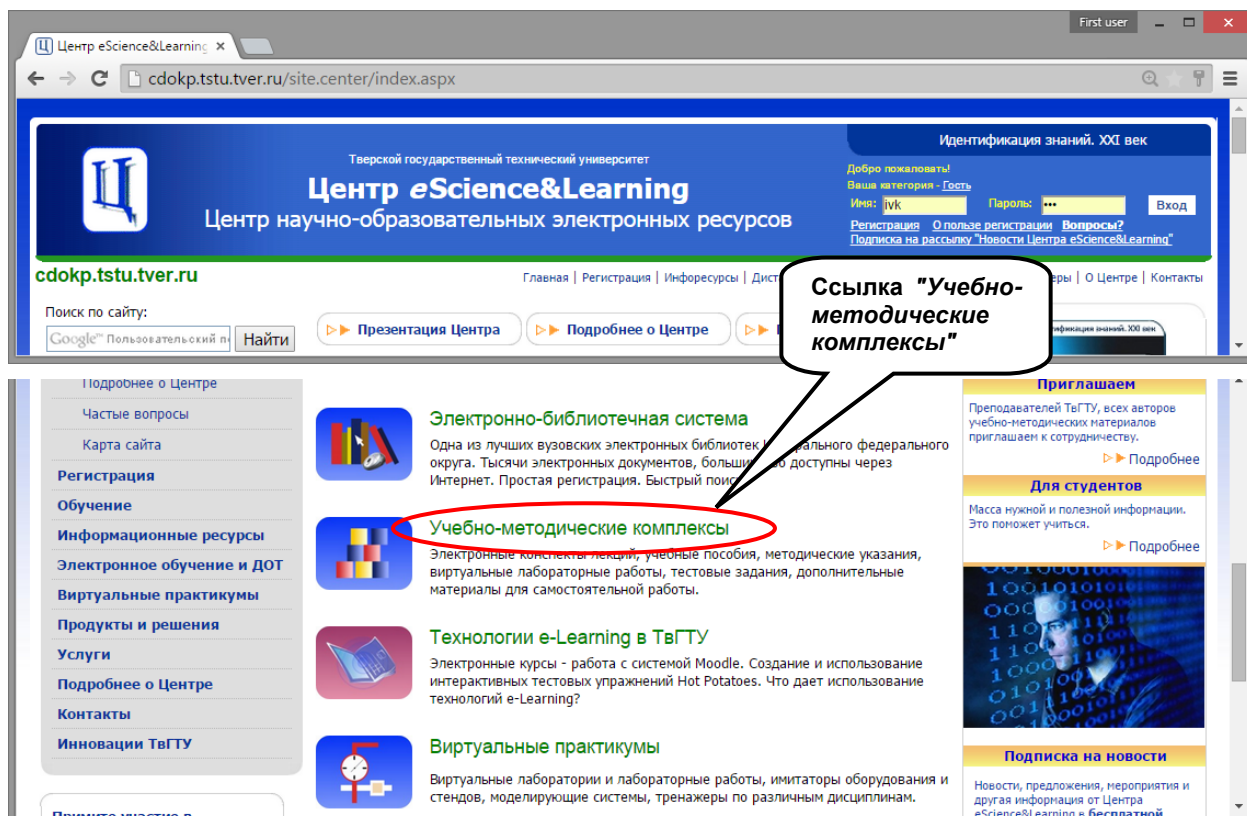 First user
Центр eScience&Learning
cdokp.tstu.tver.ru/site.center/index.aspx
Ц
Тверской государственный технический университет
Центр eScience&Learning
Центр научно-образовательных электронных ресурсов
Идентификация знаний. XXI век
Добро пожаловать!
Ваша категория - Гость
Имя: ivk Пароль: ••• Вход
Регистрация О пользе регистрации Вопросы?
Подписка на рассылку "Новости Центра eScience&Learning"
cdokp.tstu.tver.ru
Главная | Регистрация | Инфоресурсы | Дист
еры | О Центре | Контакты
Поиск по сайту:
Google™ Пользовательский п Найти
Презентация Центра
Подробнее о Центре
Ссылка "Учебно-
методические
комплексы"
Подробнее о Центре
Частые вопросы
Карта сайта
Регистрация
Обучение
Информационные ресурсы
Электронное обучение и ДОТ
Виртуальные практикумы
Продукты и решения
Услуги
Подробнее о Центре
Контакты
Инновации ТвГТУ
Примите участие в
Электронно-библиотечная система
Одна из лучших вузовских электронных библиотек рального федерального
округа. Тысячи электронных документов, больши о доступны через
Интернет. Простая регистрация. Быстрый поис
Учебно-методические комплексы
Электронные конспекты лекций, учебные пособия, методические указания,
виртуальные лабораторные работы, тестовые задания, дополнительные
материалы для самостоятельной работы.
Технологии e-Learning в ТвГТУ
Электронные курсы - работа с системой Moodle. Создание и использование
интерактивных тестовых упражнений Hot Potatoes. Что дает использование
технологий e-Learning?
Виртуальные практикумы
Виртуальные лаборатории и лабораторные работы, имитаторы оборудования и
стендов, моделирующие системы, тренажеры по различным дисциплинам.
Приглашаем
Преподавателей ТвГТУ, всех авторов
учебно-методических материалов
приглашаем к сотрудничеству.
Подробнее
Для студентов
Масса нужной и полезной информации.
Это поможет учиться.
Подробнее
Подписка на новости
Новости, предложения, мероприятия и
другая информация от Центра
eScience&Learning в бесплатной